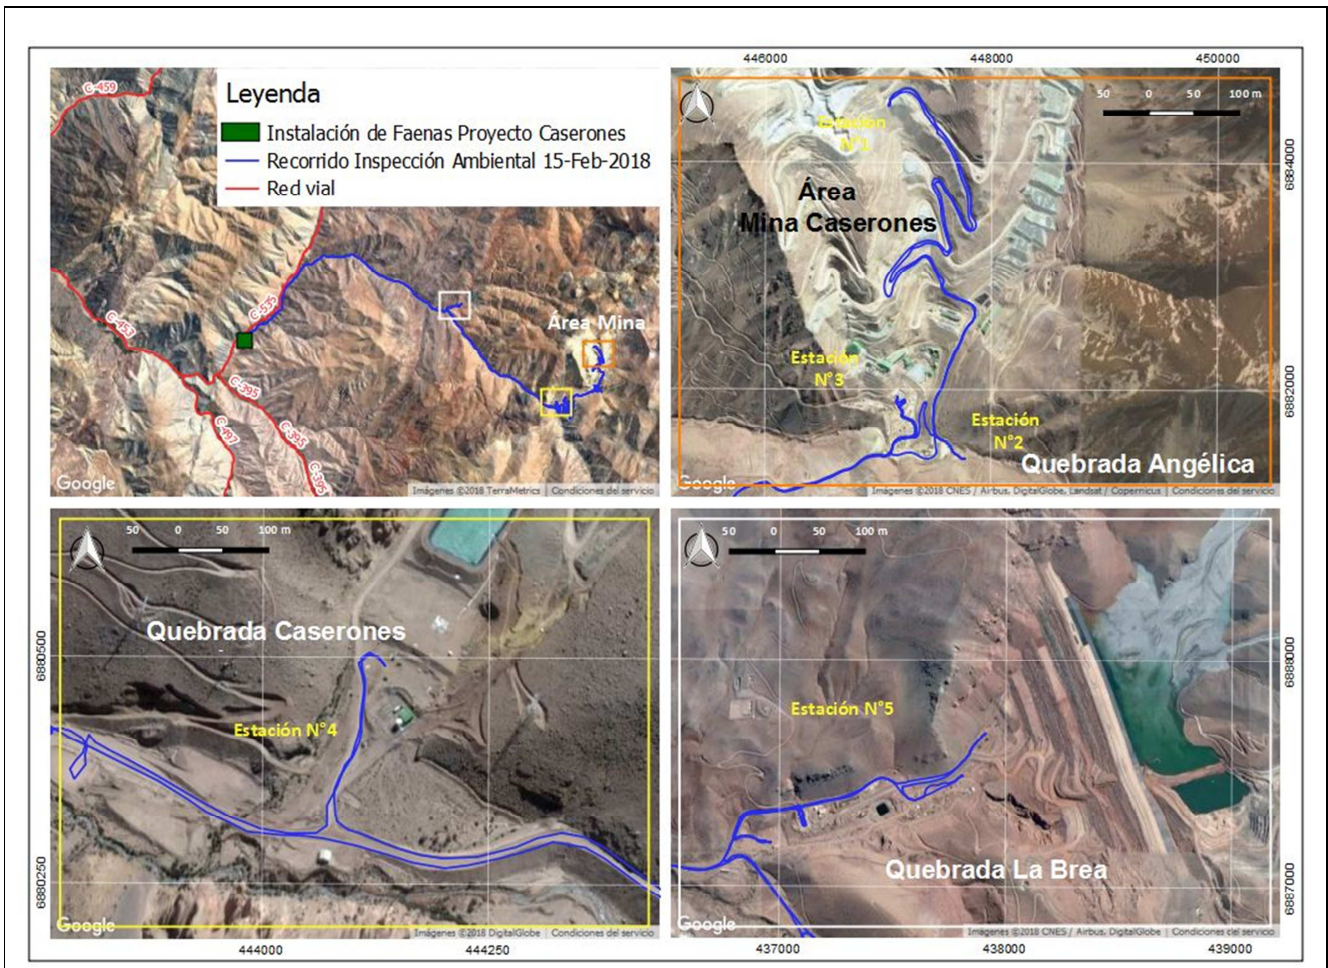 Leyenda
Instalación de Faenas Proyecto Caserones
Recorrido Inspección Ambiental 15-Feb-2018
Red vial
C-459
C-535
C-457
C-395
C-395
C-395
C-497
Área Mina
Google
Imágenes ©2018 TerraMetrics
Condiciones del servicio
446000
448000
450000
50 0 50 100 m
Estación
N°1
Área
Mina Caserones
6884000
Estación
N°3
6882000
Estación
N°2
Quebrada Angélica
Google
Imágenes ©2018 CNES / Airbus, DigitalGlobe, Landsat / Copernicus
Condiciones del servicio
50 0 50 100 m
Quebrada Caserones
6880500
Estación N°4
6880250
Google
Imágenes ©2018 DigitalGlobe
Condiciones del servicio
444000
444250
50 0 50 100 m
6888000
Estación N°5
Quebrada La Brea
6887000
Google
Imágenes ©2018 CNES / Airbus, DigitalGlobe
Condiciones del servicio
437000
438000
439000